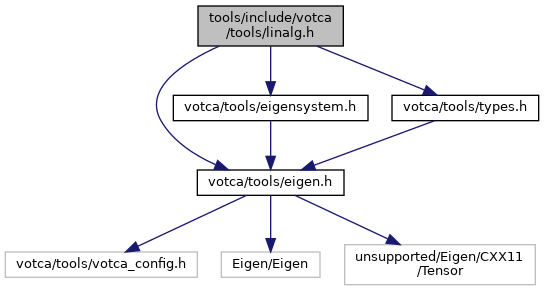 tools/include/votca
/tools/linalg.h
votca/tools/eigensystem.h
votca/tools/types.h
votca/tools/eigen.h
votca/tools/votca_config.h
Eigen/Eigen
unsupported/Eigen/CXX11
/Tensor